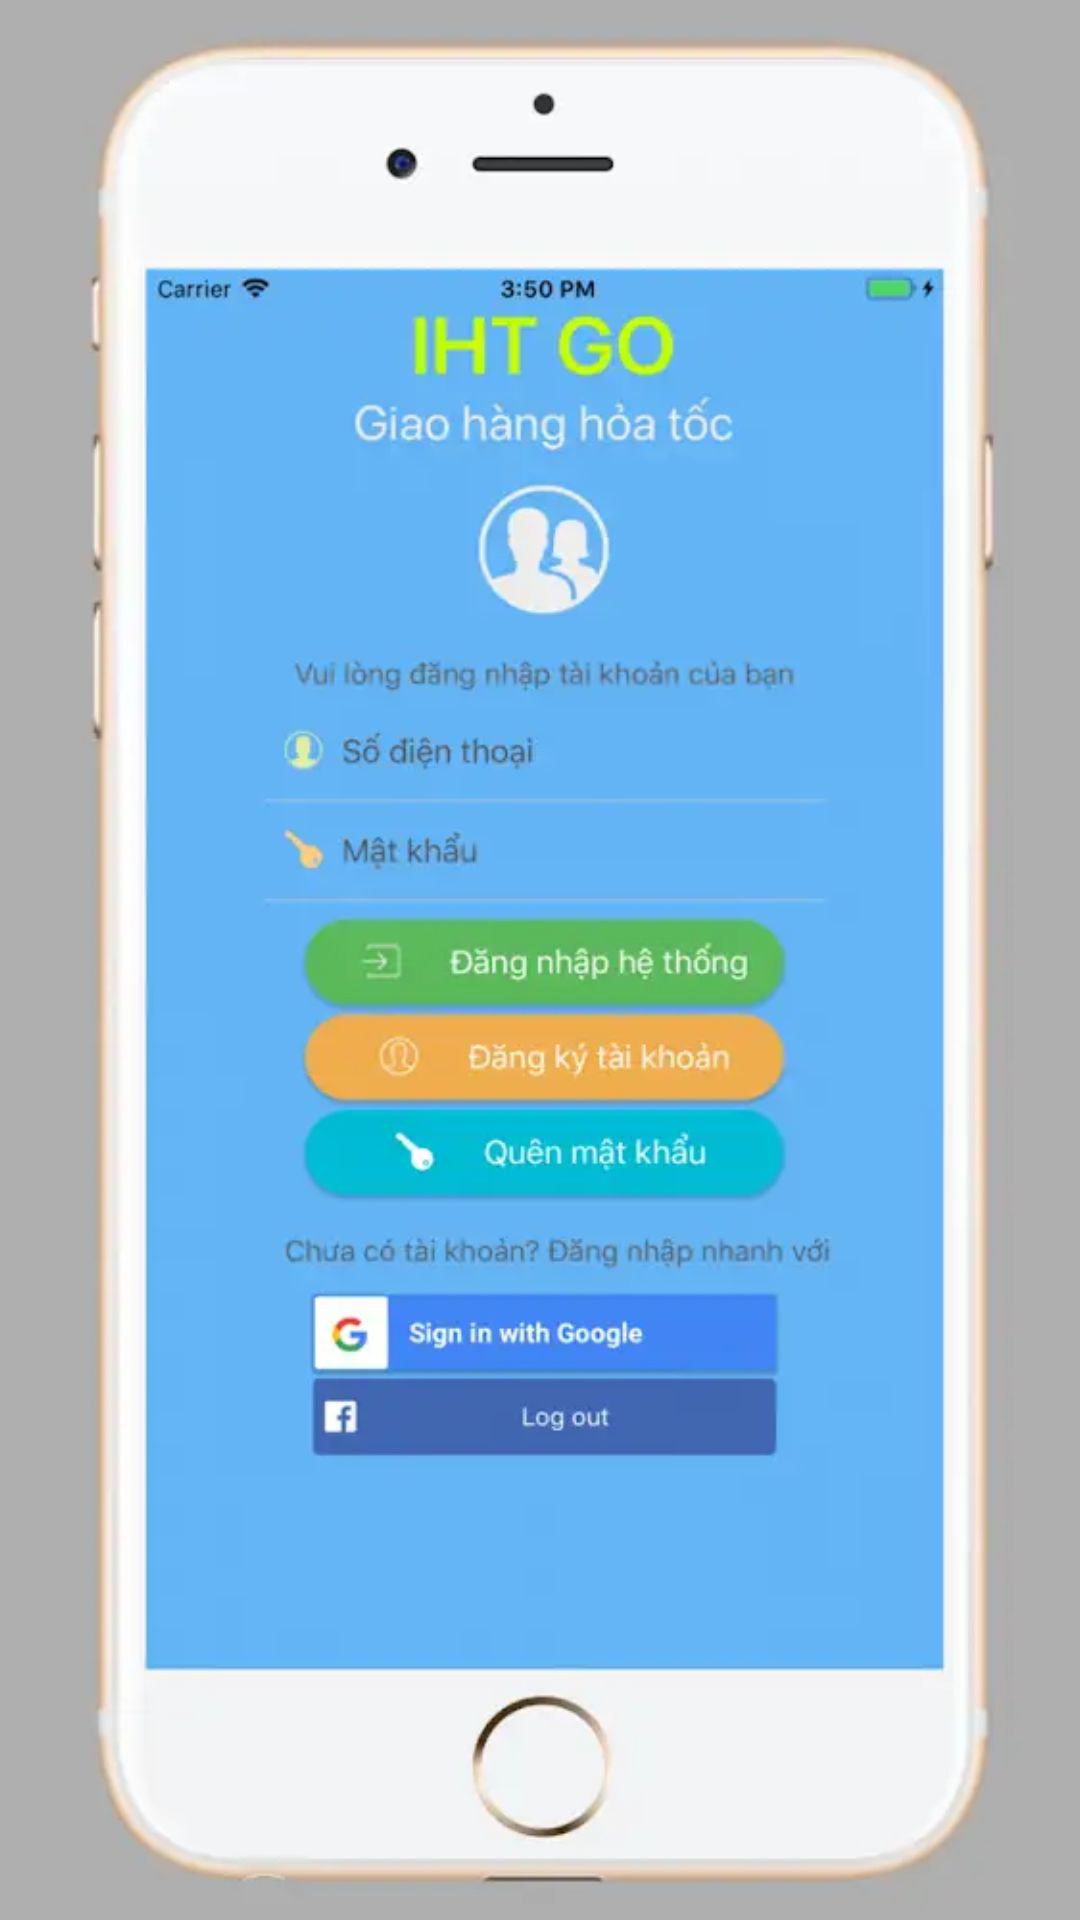 Carrier 3:50 PM
IHT GO
Giao hàng hỏa tốc
Vui lòng đăng nhập tài khoản của bạn
Số điện thoại
Mật khẩu
Đăng nhập hệ thống
Đăng ký tài khoản
Quên mật khẩu
Chưa có tài khoản? Đăng nhập nhanh với
Sign in with Google
Log out